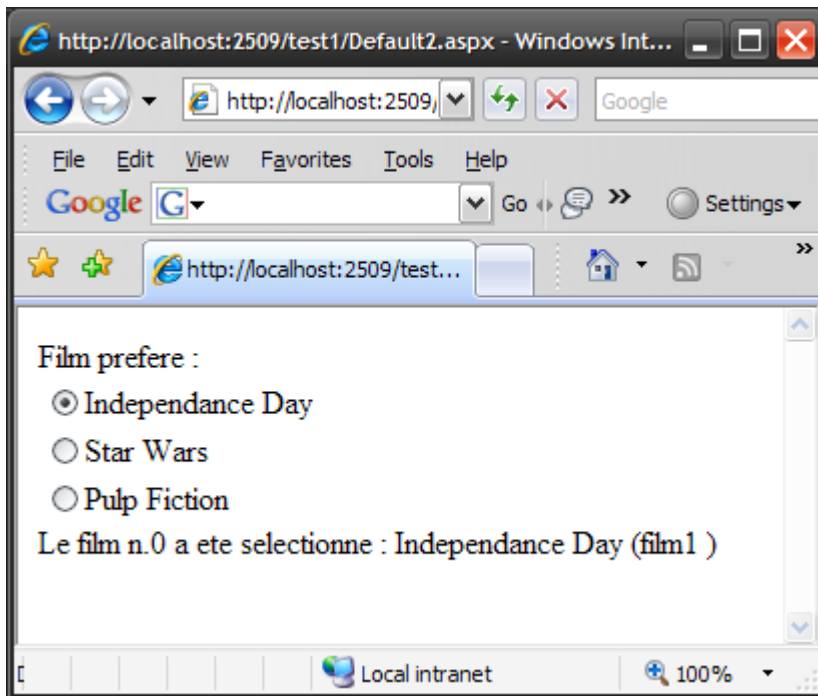 http://localhost:2509/test1/Default2.aspx - Windows Int...
http://localhost:2509/
Google
File Edit View Favorites Tools Help
Google G Go » Settings
http://localhost:2509/test... »
Film prefere :
Independance Day
Star Wars
Pulp Fiction
Le film n.0 a ete selectionne : Independance Day (film1 )
Local intranet 100%